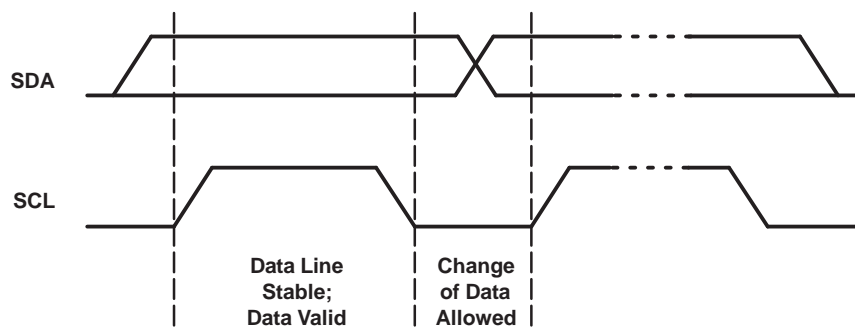 SDA
SCL
Data Line
Stable;
Data Valid
Change
of Data
Allowed